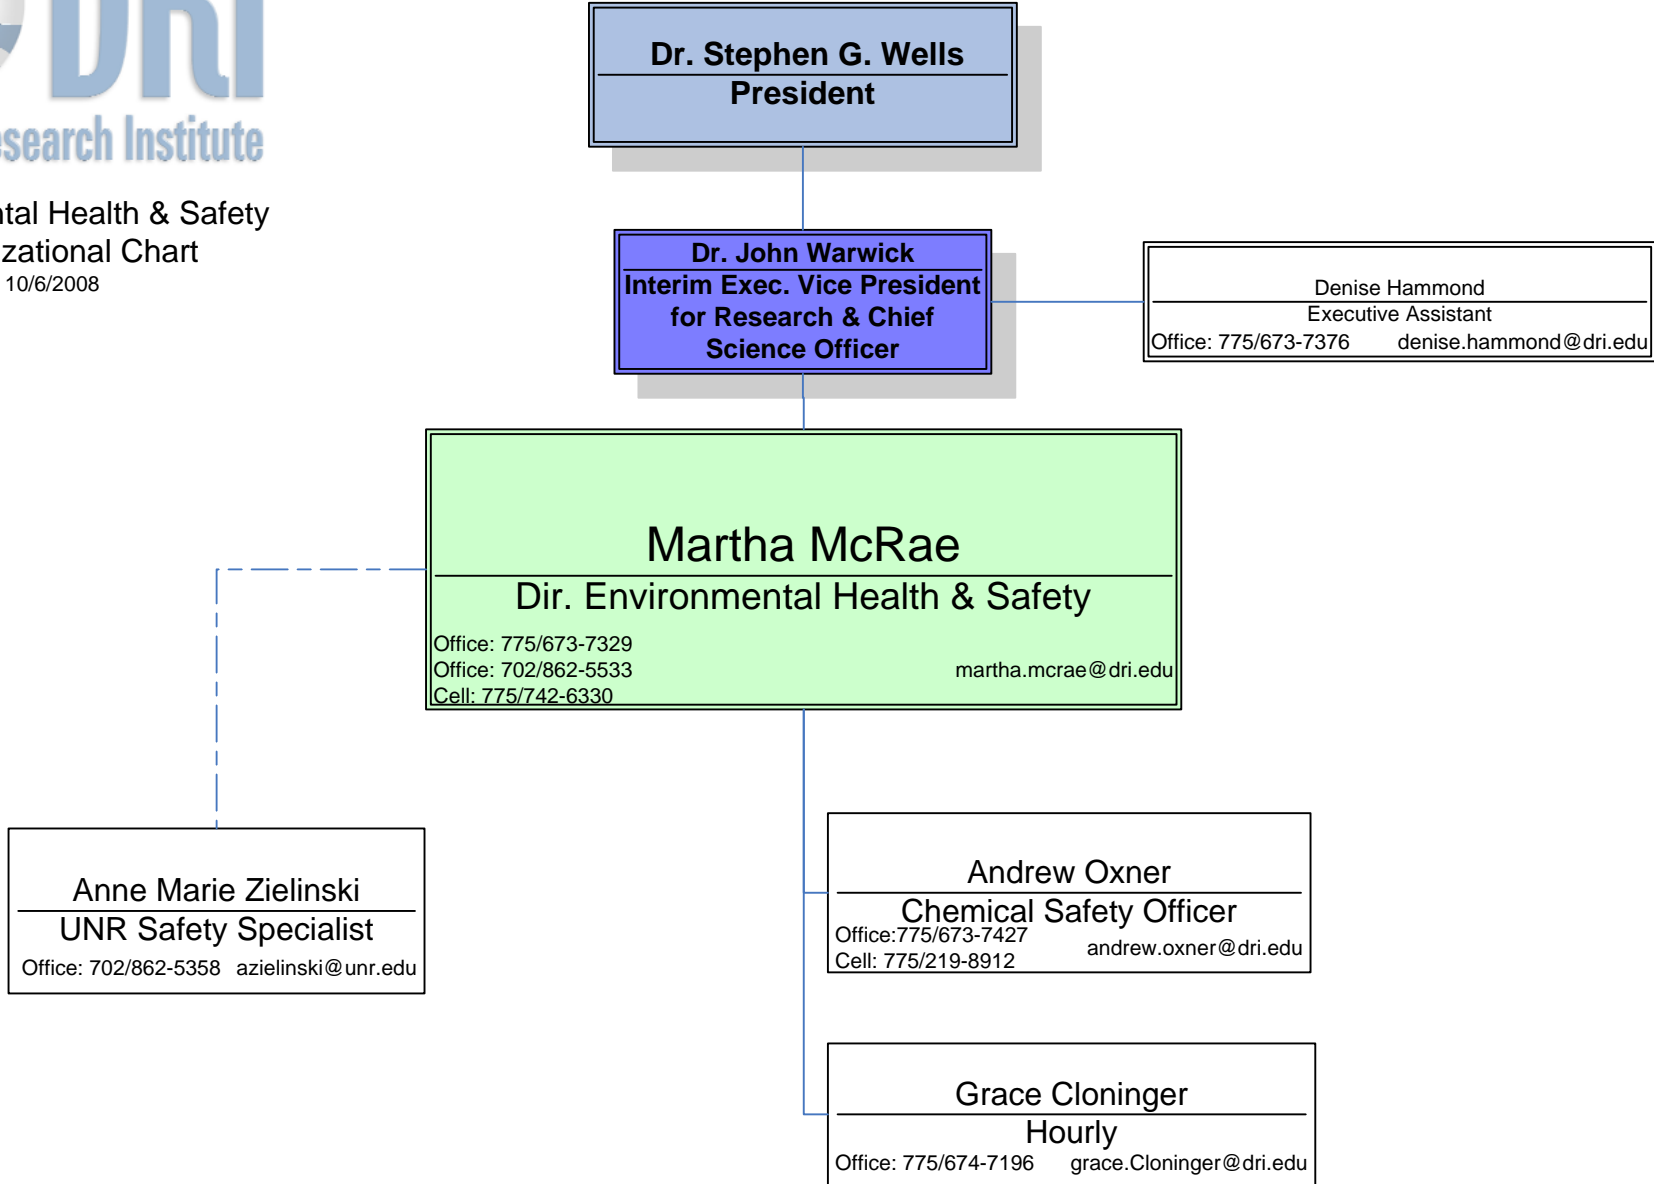 DRI
esearch Institute
ntal Health & Safety
zational Chart
10/6/2008
Dr. Stephen G. Wells
President
Dr. John Warwick
Interim Exec. Vice President
for Research & Chief
Science Officer
Denise Hammond
Executive Assistant
Office: 775/673-7376 denise.hammond@dri.edu
Martha McRae
Dir. Environmental Health & Safety
Office: 775/673-7329
Office: 702/862-5533 martha.mcrae@dri.edu
Cell: 775/742-6330
Anne Marie Zielinski
UNR Safety Specialist
Office: 702/862-5358 azielinski@unr.edu
Andrew Oxner
Chemical Safety Officer
Office:775/673-7427
andrew.oxner@dri.edu
Cell: 775/219-8912
Grace Cloninger
Hourly
Office: 775/674-7196 grace.Cloninger@dri.edu